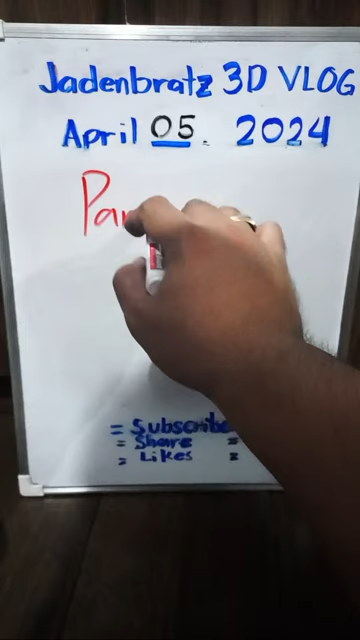 Jadenbratz 3D VLOG
April 05. 2024
Pa
= Subscribe
= Share =
= Likes =